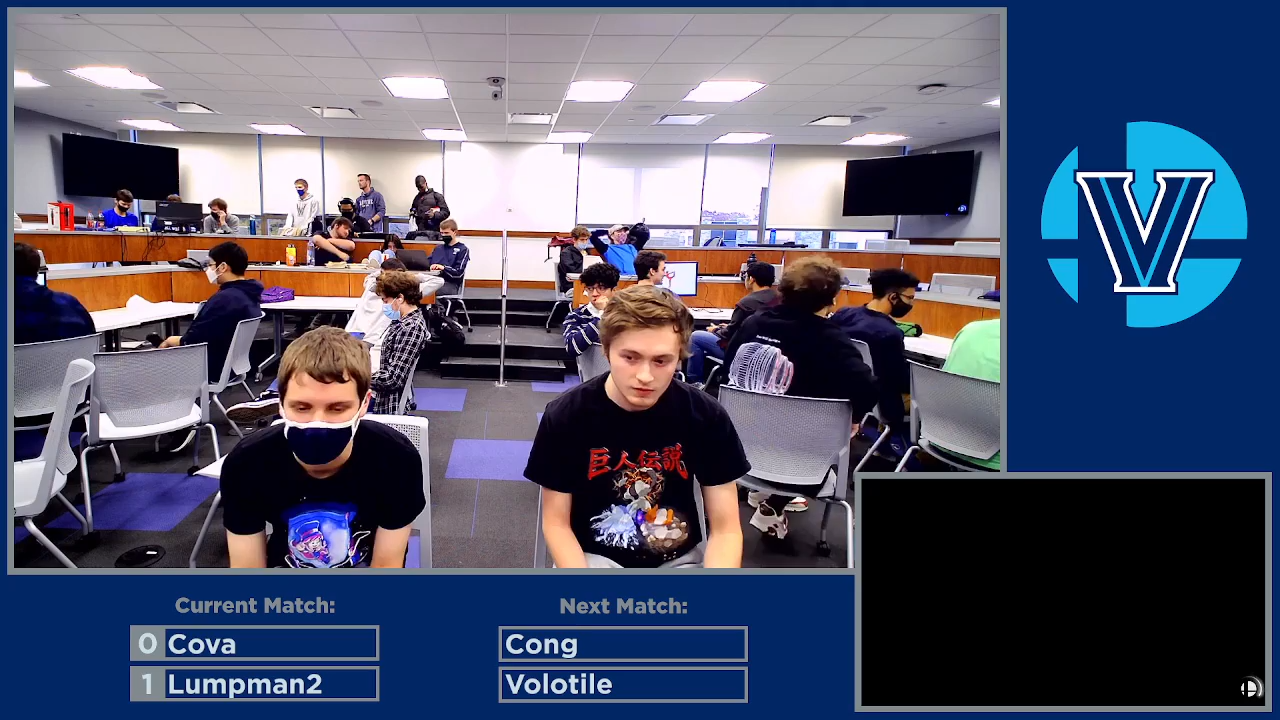 巨人伝説
V
Current Match:
0 Cova
1 Lumpman2
Next Match:
Cong
Volotile